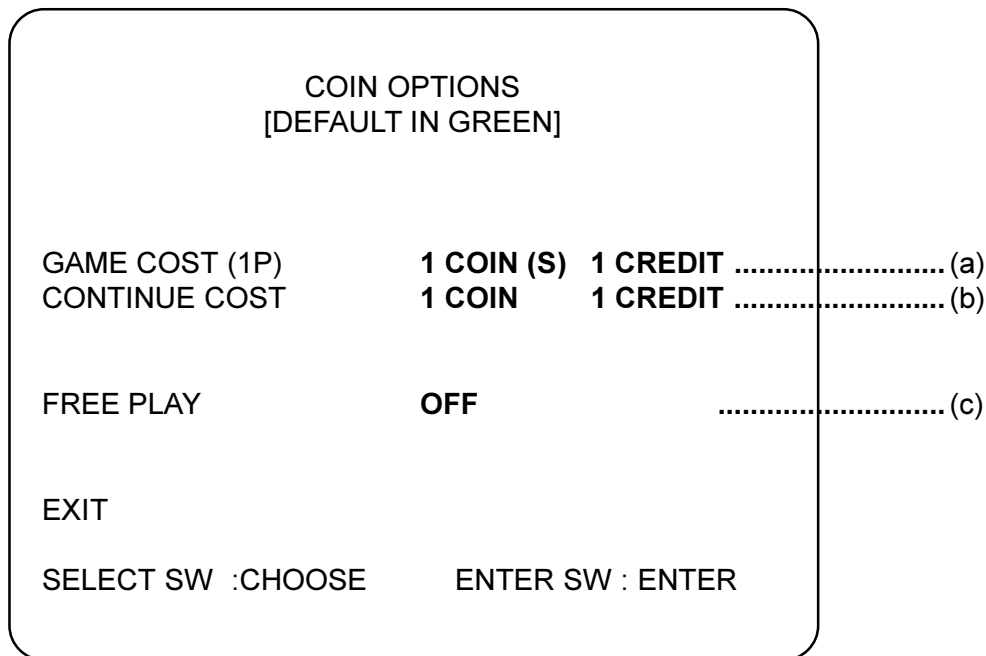 COIN OPTIONS
[DEFAULT IN GREEN]
GAME COST (1P) 1 COIN (S) 1 CREDIT .......................... (a)
CONTINUE COST 1 COIN 1 CREDIT .......................... (b)
FREE PLAY OFF ............................ (c)
EXIT
SELECT SW :CHOOSE ENTER SW : ENTER